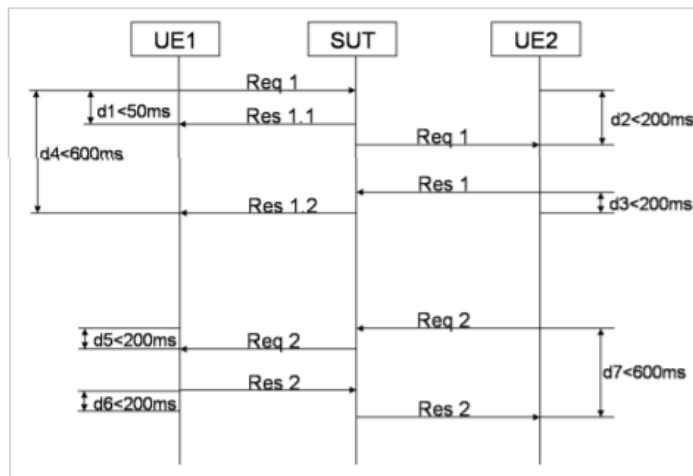 UE1
SUT
UE2
Req 1
d1<50ms
Res 1.1
d2<200ms
Req 1
d4<600ms
Res 1
d3<200ms
Res 1.2
Req 2
d5<200ms
Req 2
d7<600ms
Res 2
d6<200ms
Res 2